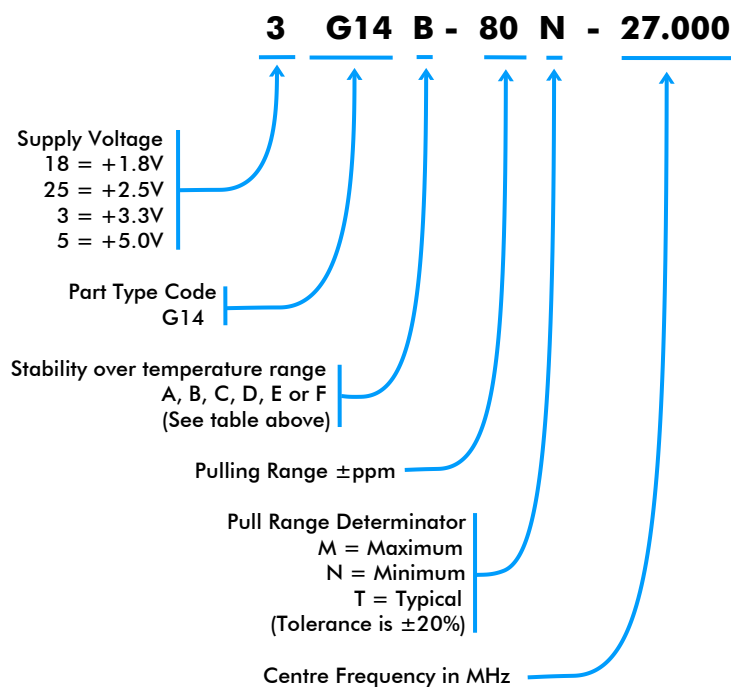 3 G14 B - 80 N - 27.000
Supply Voltage
18 = +1.8V
25 = +2.5V
3 = +3.3V
5 = +5.0V
Part Type Code
G14
Stability over temperature range
A, B, C, D, E or F
(See table above)
Pulling Range ±ppm
Pull Range Determinator
M = Maximum
N = Minimum
T = Typical
(Tolerance is ±20%)
Centre Frequency in MHz